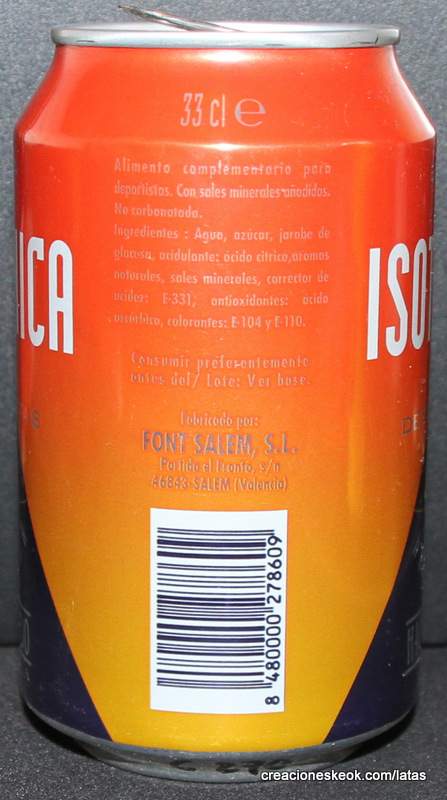 33 cl e
Alimento complementario para
deportistas. Con sales minerales añadidas.
No carbonatada.
Ingredientes : Agua, azúcar, jarabe de
glucosa, acidulante: ácido cítrico,aromas
naturales, sales minerales, corrector de
acidez: E-331, antioxidantes: ácido
ascórbico, colorantes: E-104 y E-110.
ICA
ISOT
Consumir preferentemente
antes del/ Lote: Ver base.
Fabricado por:
FONT SALEM, S.L.
Partida el Frontó, s/n
46843-SALEM (Valencia)
8 480000 278609
creacioneskeok.com/latas